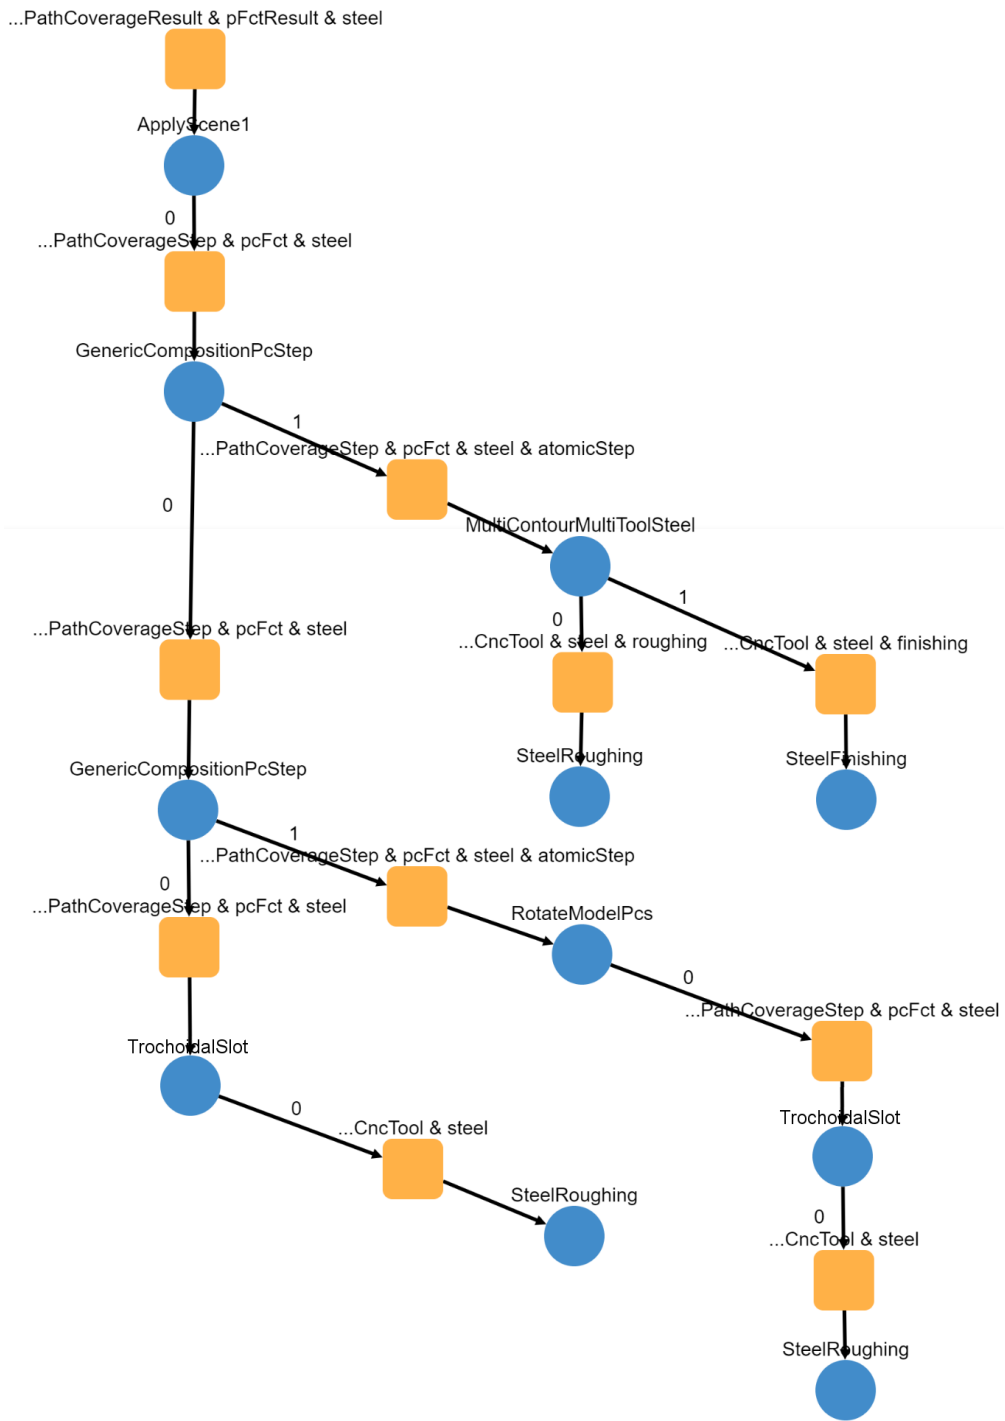 ...PathCoverageResult & pFctResult & steel
ApplyScene1
0
...PathCoverageStep & pcFct & steel
GenericCompositionPcStep
1
...PathCoverageStep & pcFct & steel & atomicStep
0
MultiContourMultiToolSteel
1
0
...PathCoverageStep & pcFct & steel
...CncTool & steel & roughing
...CncTool & steel & finishing
SteelRoughing
SteelFinishing
GenericCompositionPcStep
1
...PathCoverageStep & pcFct & steel & atomicStep
0
...PathCoverageStep & pcFct & steel
RotateModelPcs
0
...PathCoverageStep & pcFct & steel
TrochoidalSlot
0
...CncTool & steel
TrochoidalSlot
SteelRoughing
0
...CncTool & steel
SteelRoughing